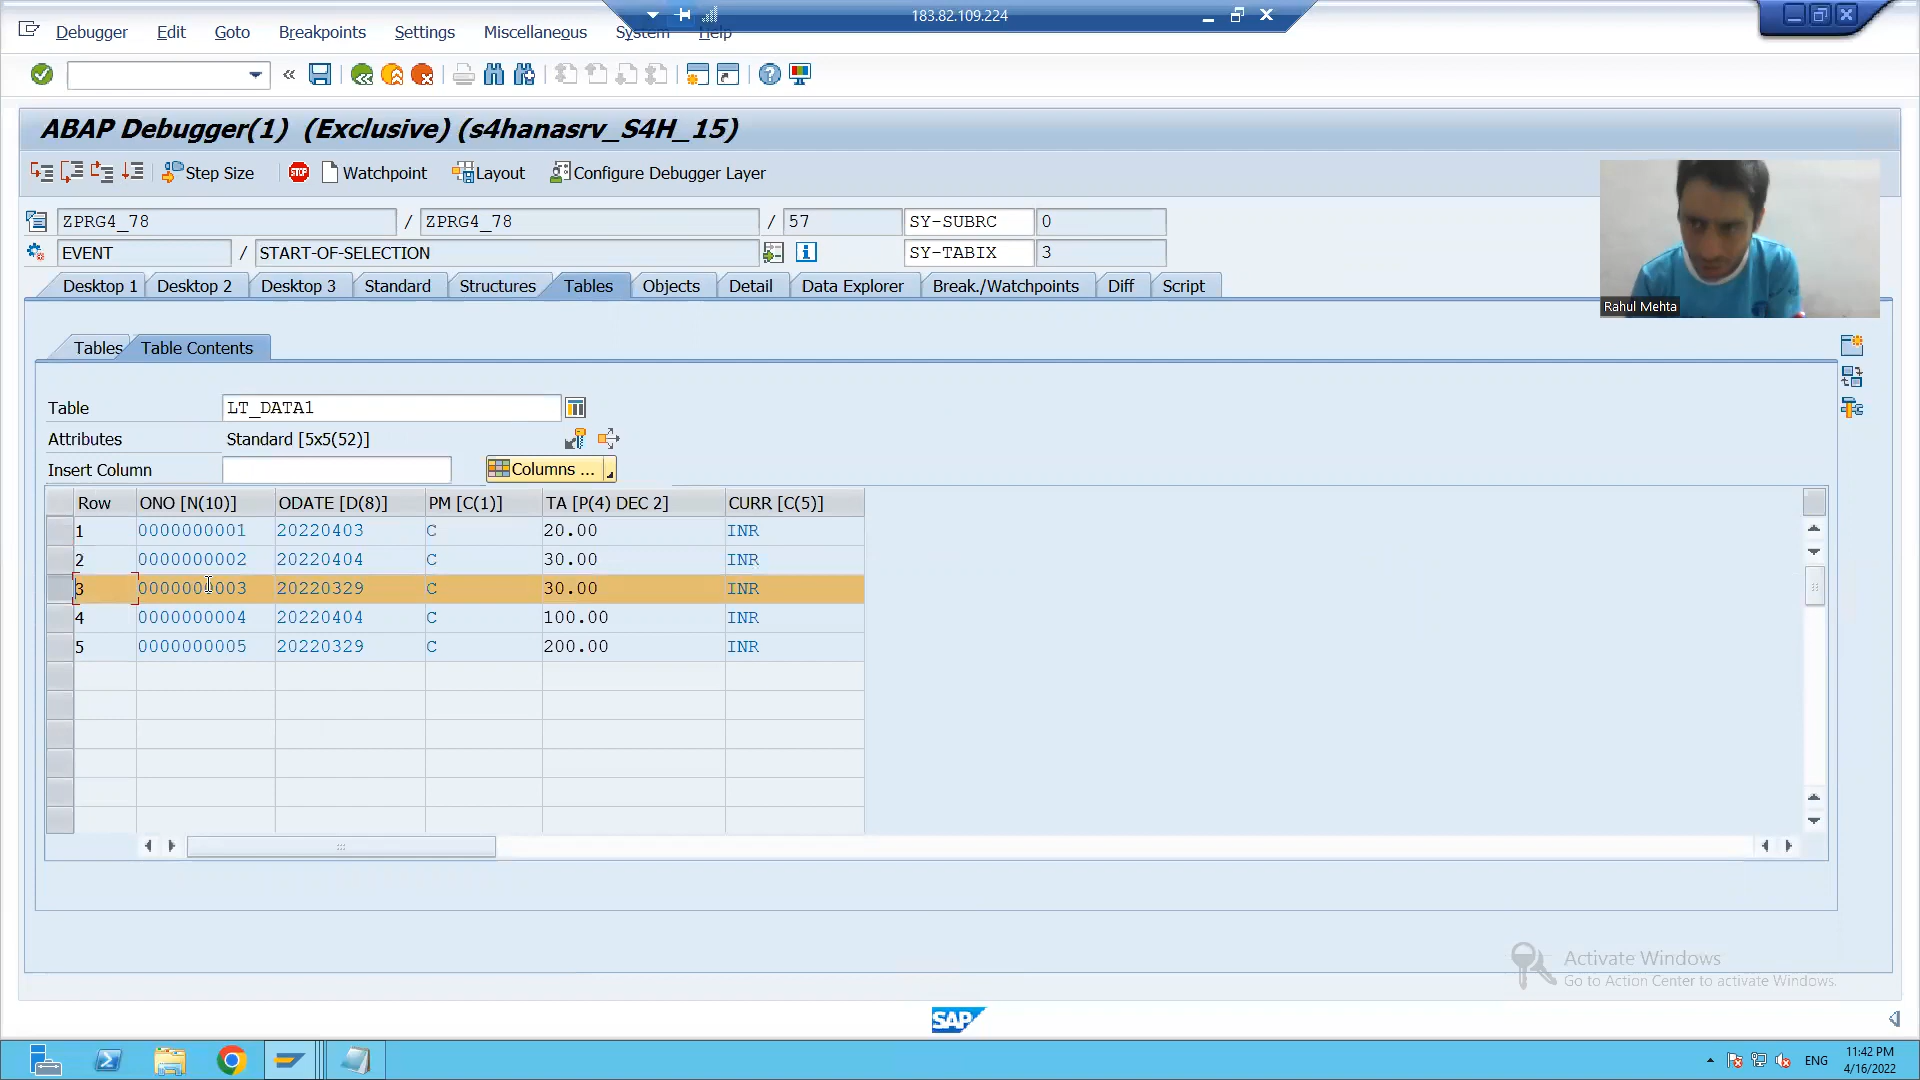 183.82.109.224
Debugger Edit Goto Breakpoints Settings Miscellaneous System Help
ABAP Debugger(1) (Exclusive) (s4hanasrv_S4H_15)
Step Size STOP Watchpoint Layout Configure Debugger Layer
ZPRG4_78 / ZPRG4_78 / 57 SY-SUBRC 0
EVENT / START-OF-SELECTION SY-TABIX 3
Rahul Mehta
Desktop 1 Desktop 2 Desktop 3 Standard Structures Tables Objects Detail Data Explorer Break./Watchpoints Diff Script
Tables Table Contents
Table LT_DATA1
Attributes Standard [5x5(52)]
Insert Column Columns ...
Row ONO [N(10)] ODATE [D(8)] PM [C(1)] TA [P(4) DEC 2] CURR [C(5)]
1 0000000001 20220403 C 20.00 INR
2 0000000002 20220404 C 30.00 INR
3 0000000003 20220329 C 30.00 INR
4 0000000004 20220404 C 100.00 INR
5 0000000005 20220329 C 200.00 INR
Activate Windows
Go to Action Center to activate Windows.
SAP
ENG
11:42 PM
4/16/2022